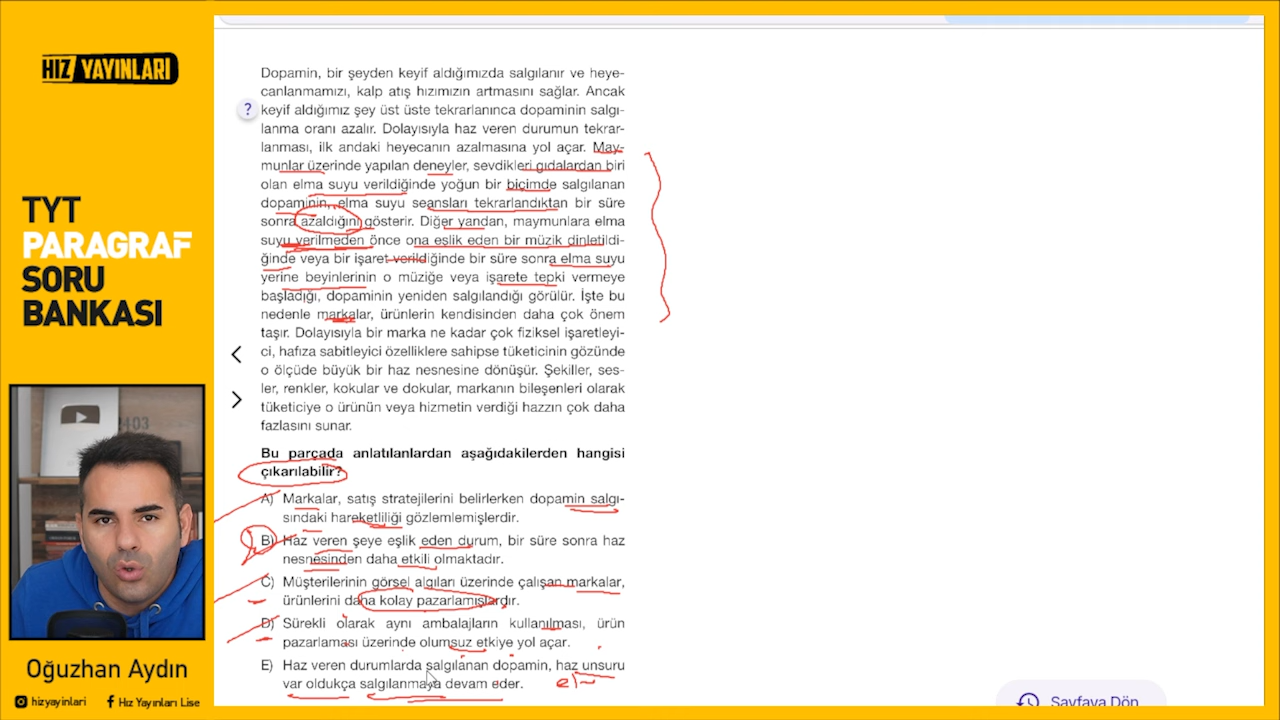 HIZ YAYINLARI
TYT
PARAGRAF
SORU
BANKASI
Oğuzhan Aydın
hizyayinlari
Hız Yayınları Lise
?
Dopamin, bir şeyden keyif aldığımızda salgılanır ve heye-
canlanmamızı, kalp atış hızımızın artmasını sağlar. Ancak
keyif aldığımız şey üst üste tekrarlanınca dopaminin salgı-
lanma oranı azalır. Dolayısıyla haz veren durumun tekrar-
lanması, ilk andaki heyecanın azalmasına yol açar. May-
munlar üzerinde yapılan deneyler, sevdikleri gıdalardan biri
olan elma suyu verildiğinde yoğun bir biçimde salgılanan
dopaminin, elma suyu seansları tekrarlandıktan bir süre
sonra azaldığını gösterir. Diğer yandan, maymunlara elma
suyu verilmeden önce ona eşlik eden bir müzik dinletildi-
ğinde veya bir işaret verildiğinde bir süre sonra elma suyu
yerine beyinlerinin o müziğe veya işarete tepki vermeye
başladığı, dopaminin yeniden salgılandığı görülür. İşte bu
nedenle markalar, ürünlerin kendisinden daha çok önem
taşır. Dolayısıyla bir marka ne kadar çok fiziksel işaretleyi-
ci, hafıza sabitleyici özelliklere sahipse tüketicinin gözünde
o ölçüde büyük bir haz nesnesine dönüşür. Şekiller, ses-
ler, renkler, kokular ve dokular, markanın bileşenleri olarak
tüketiciye o ürünün veya hizmetin verdiği hazzın çok daha
fazlasını sunar.
Bu parçada anlatılanlardan aşağıdakilerden hangisi
çıkarılabilir?
A) Markalar, satış stratejilerini belirlerken dopamin salgı-
sındaki hareketliliği gözlemlemişlerdir.
B) Haz veren şeye eşlik eden durum, bir süre sonra haz
nesnesinden daha etkili olmaktadır.
C) Müşterilerinin görsel algıları üzerinde çalışan markalar,
ürünlerini daha kolay pazarlamışlardır.
D) Sürekli olarak aynı ambalajların kullanılması, ürün
pazarlaması üzerinde olumsuz etkiye yol açar.
E) Haz veren durumlarda salgılanan dopamin, haz unsuru
var oldukça salgılanmaya devam eder.
Sayfaya Dön